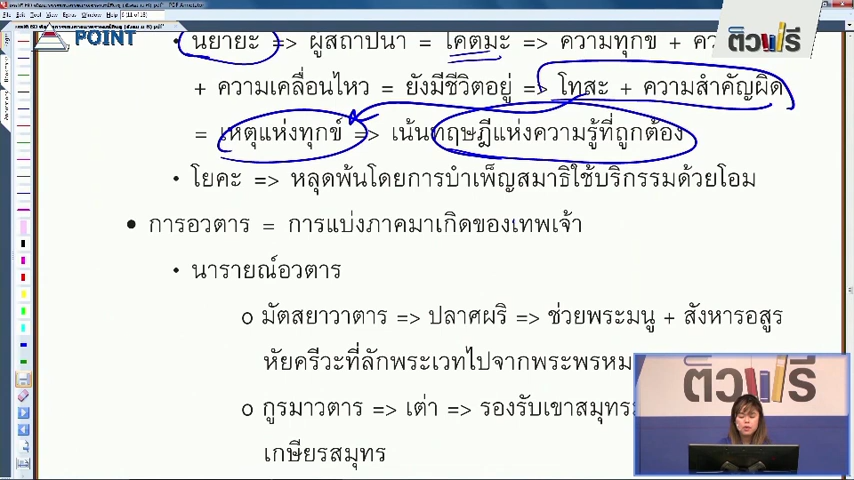 File Edit Tool View Extras Window Help
POINT
ติวฟรี
• นยายะ => ผู้สถาปนา = โคตมะ => ความทุกข
+ ความเคลื่อนไหว = ยังมีชีวิตอยู่ => โทสะ + ความสำคัญผิด
= เหตุแห่งทุกข์ => เน้นทฤษฎีแห่งความรู้ที่ถูกต้อง
• โยคะ => หลุดพ้นโดยการบำเพ็ญสมาธิใช้บริกรรมด้วยโอม
• การอวตาร = การแบ่งภาคมาเกิดของเทพเจ้า
• นารายณ์อวตาร
o มัตสยาวาตาร => ปลาศผริ => ช่วยพระมนู + สังหารอสูร
หัยครีวะที่ลักพระเวทไปจากพระพรหม
o กูรมาวตาร => เต่า => รองรับเขาสมุทร
เกษียรสมุทร
ติวฟรี